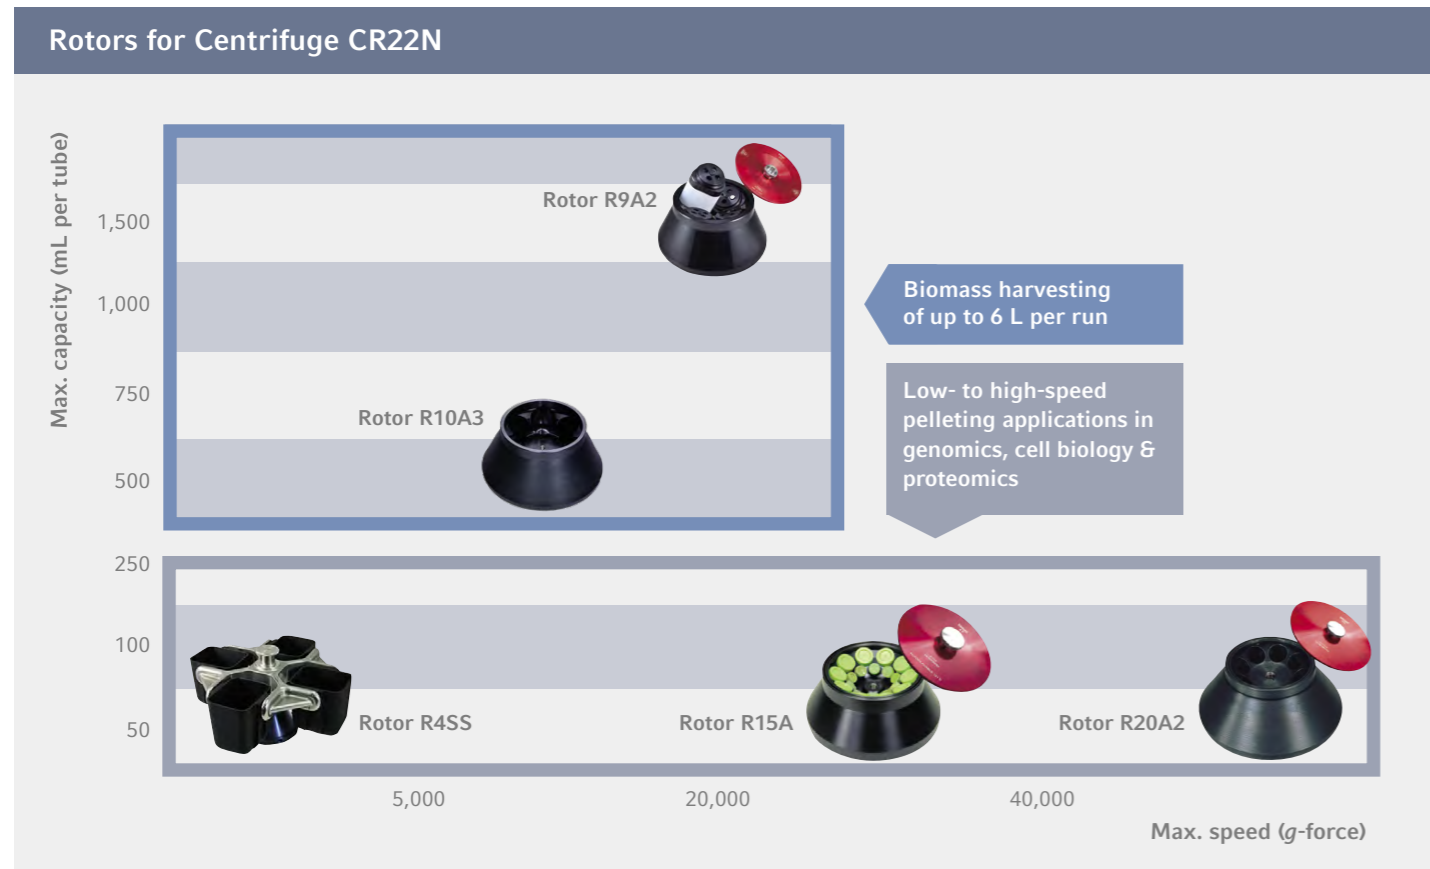 Rotors for Centrifuge CR22N
Max. capacity (mL per tube)
1,500
1,000
750
500
250
100
50
Rotor R9A2
Rotor R10A3
Biomass harvesting
of up to 6 L per run
Low- to high-speed
pelleting applications in
genomics, cell biology &
proteomics
Rotor R4SS
Rotor R15A
Rotor R20A2
5,000
20,000
40,000
Max. speed (g-force)